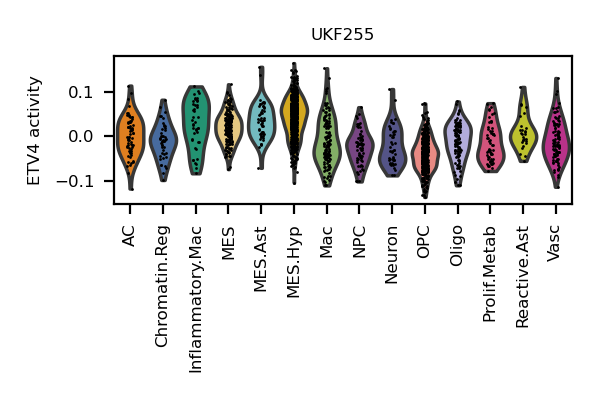 UKF255
ETV4 activity
0.1
0.0
−0.1
AC
Chromatin.Reg
Inflammatory.Mac
MES
MES.Ast
MES.Hyp
Mac
NPC
Neuron
OPC
Oligo
Prolif.Metab
Reactive.Ast
Vasc